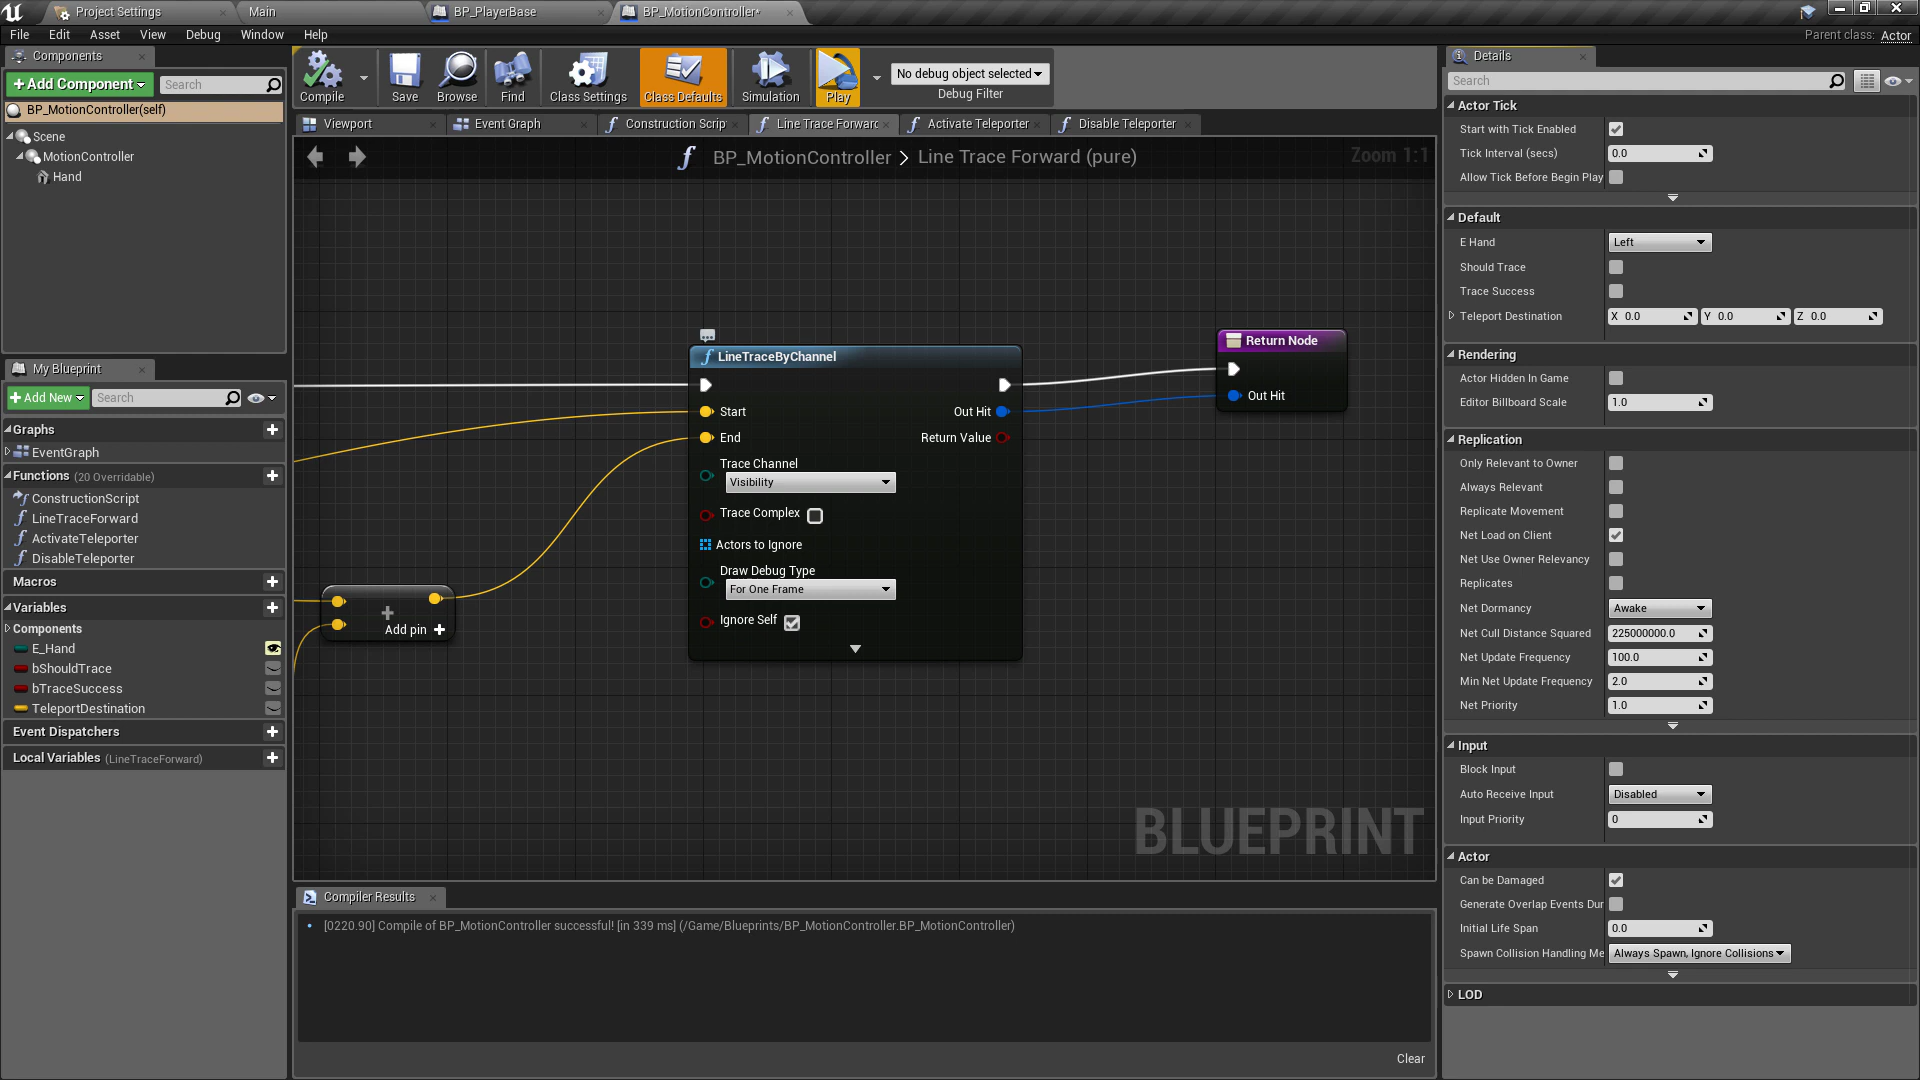 Project Settings
Main
BP_PlayerBase
BP_MotionController*
File Edit Asset View Debug Window Help
Parent class: Actor
Components
+Add Component
Search
BP_MotionController(self)
Scene
MotionController
Hand
My Blueprint
+Add New
Search
Graphs
EventGraph
Functions (20 Overridable)
ConstructionScript
LineTraceForward
ActivateTeleporter
DisableTeleporter
Macros
Variables
Components
E_Hand
bShouldTrace
bTraceSuccess
TeleportDestination
Event Dispatchers
Local Variables (LineTraceForward)
Compile
Save
Browse
Find
Class Settings
Class Defaults
Simulation
Play
No debug object selected
Debug Filter
Viewport
Event Graph
Construction Scrip
Line Trace Forward
Activate Teleporter
Disable Teleporter
BP_MotionController > Line Trace Forward (pure)
Zoom 1:1
LineTraceByChannel
Start
Out Hit
End
Return Value
Trace Channel
Visibility
Trace Complex
Actors to Ignore
Draw Debug Type
For One Frame
Ignore Self
Return Node
Out Hit
Add pin +
BLUEPRINT
Compiler Results
[0220.90] Compile of BP_MotionController successful! [in 339 ms] (/Game/Blueprints/BP_MotionController.BP_MotionController)
Clear
Details
Search
Actor Tick
Start with Tick Enabled
Tick Interval (secs) 0.0
Allow Tick Before Begin Play
Default
E Hand Left
Should Trace
Trace Success
Teleport Destination X 0.0 Y 0.0 Z 0.0
Rendering
Actor Hidden In Game
Editor Billboard Scale 1.0
Replication
Only Relevant to Owner
Always Relevant
Replicate Movement
Net Load on Client
Net Use Owner Relevancy
Replicates
Net Dormancy Awake
Net Cull Distance Squared 225000000.0
Net Update Frequency 100.0
Min Net Update Frequency 2.0
Net Priority 1.0
Input
Block Input
Auto Receive Input Disabled
Input Priority 0
Actor
Can be Damaged
Generate Overlap Events Dur
Initial Life Span 0.0
Spawn Collision Handling Me Always Spawn, Ignore Collisions
LOD